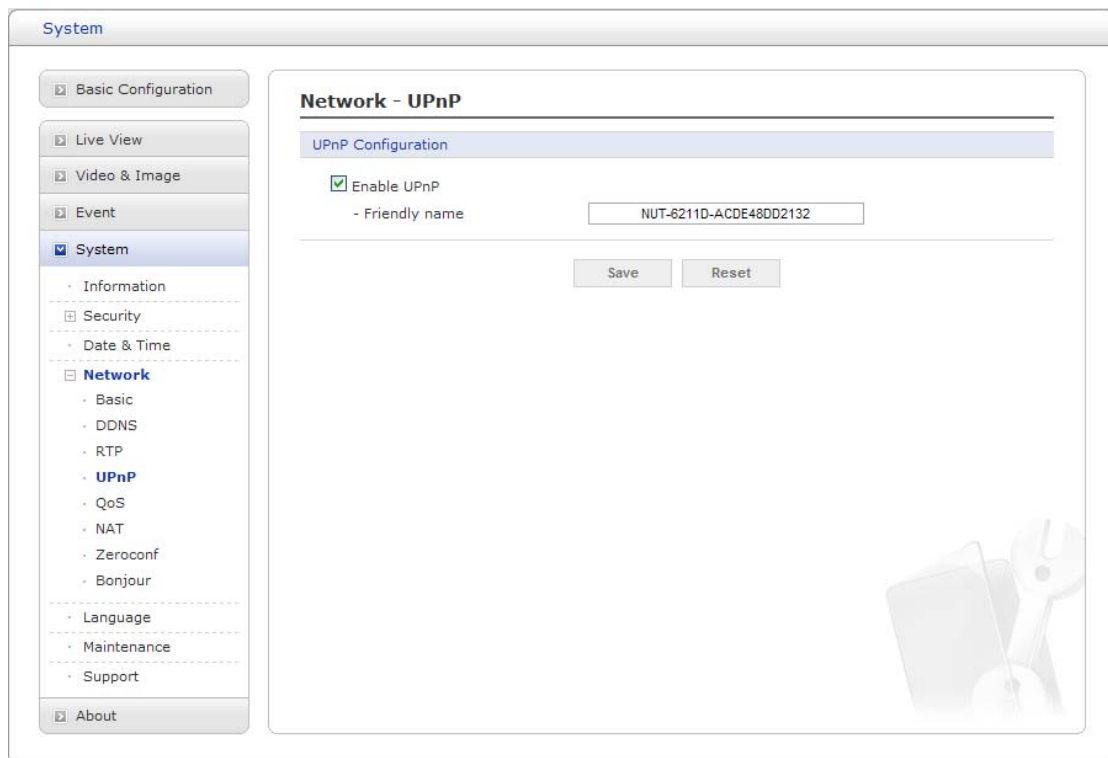 System
Basic Configuration
Live View
Video & Image
Event
System
Information
Security
Date & Time
Network
Basic
DDNS
RTP
UPnP
QoS
NAT
Zeroconf
Bonjour
Language
Maintenance
Support
About
Network - UPnP
UPnP Configuration
Enable UPnP
- Friendly name NUT-6211D-ACDE48DD2132
Save Reset